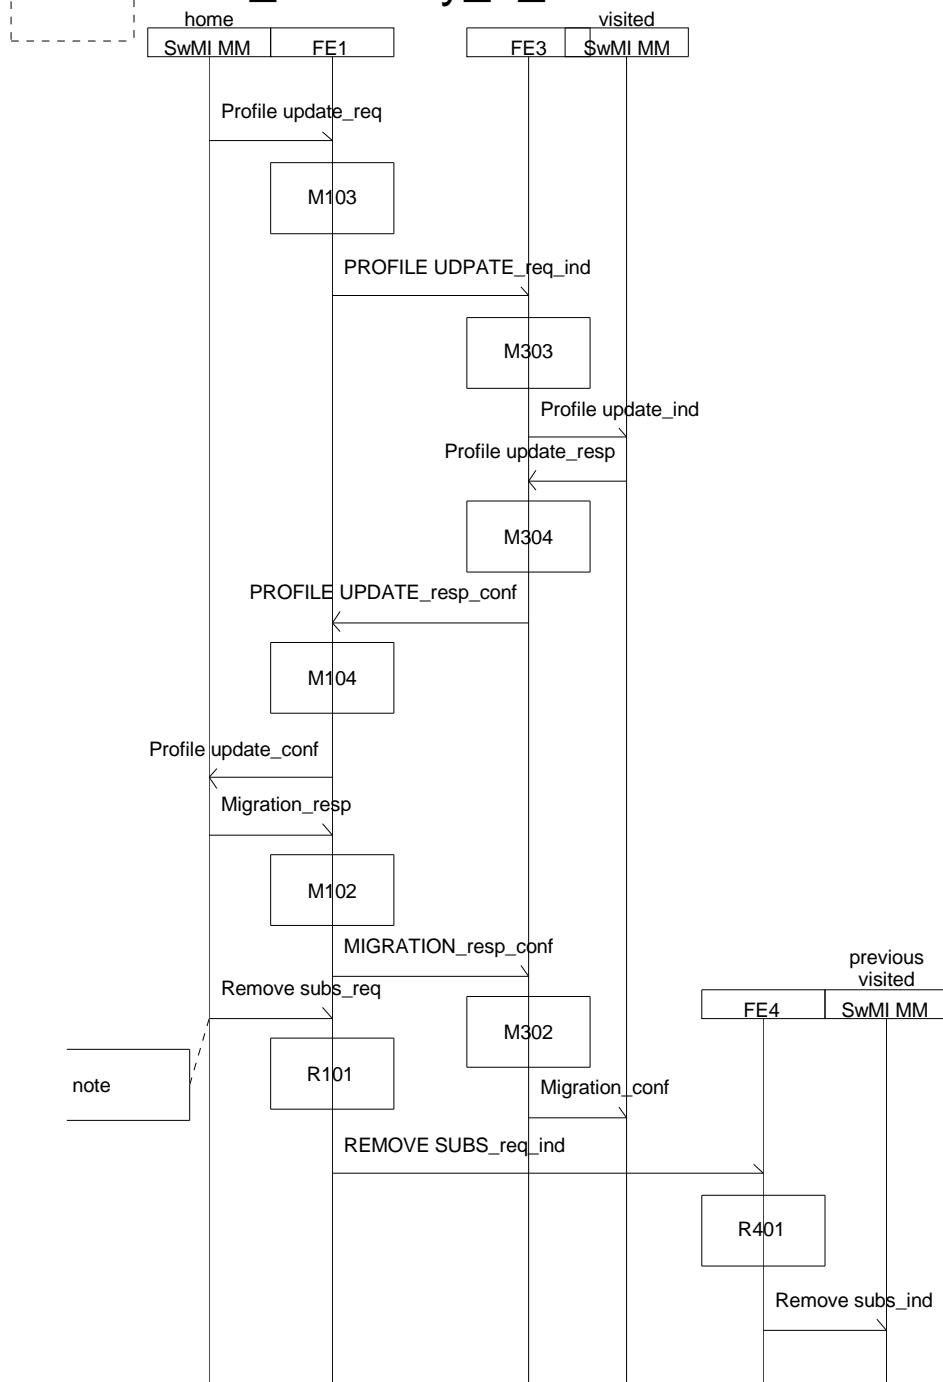 home
visited
SwMI MM
FE1
FE3
SwMI MM
Profile update_req
M103
PROFILE UDPATE_req_ind
M303
Profile update_ind
Profile update_resp
M304
PROFILE UPDATE_resp_conf
M104
Profile update_conf
Migration_resp
M102
MIGRATION_resp_conf
previous
visited
Remove subs_req
FE4
SwMI MM
M302
R101
note
Migration_conf
REMOVE SUBS_req_ind
R401
Remove subs_ind